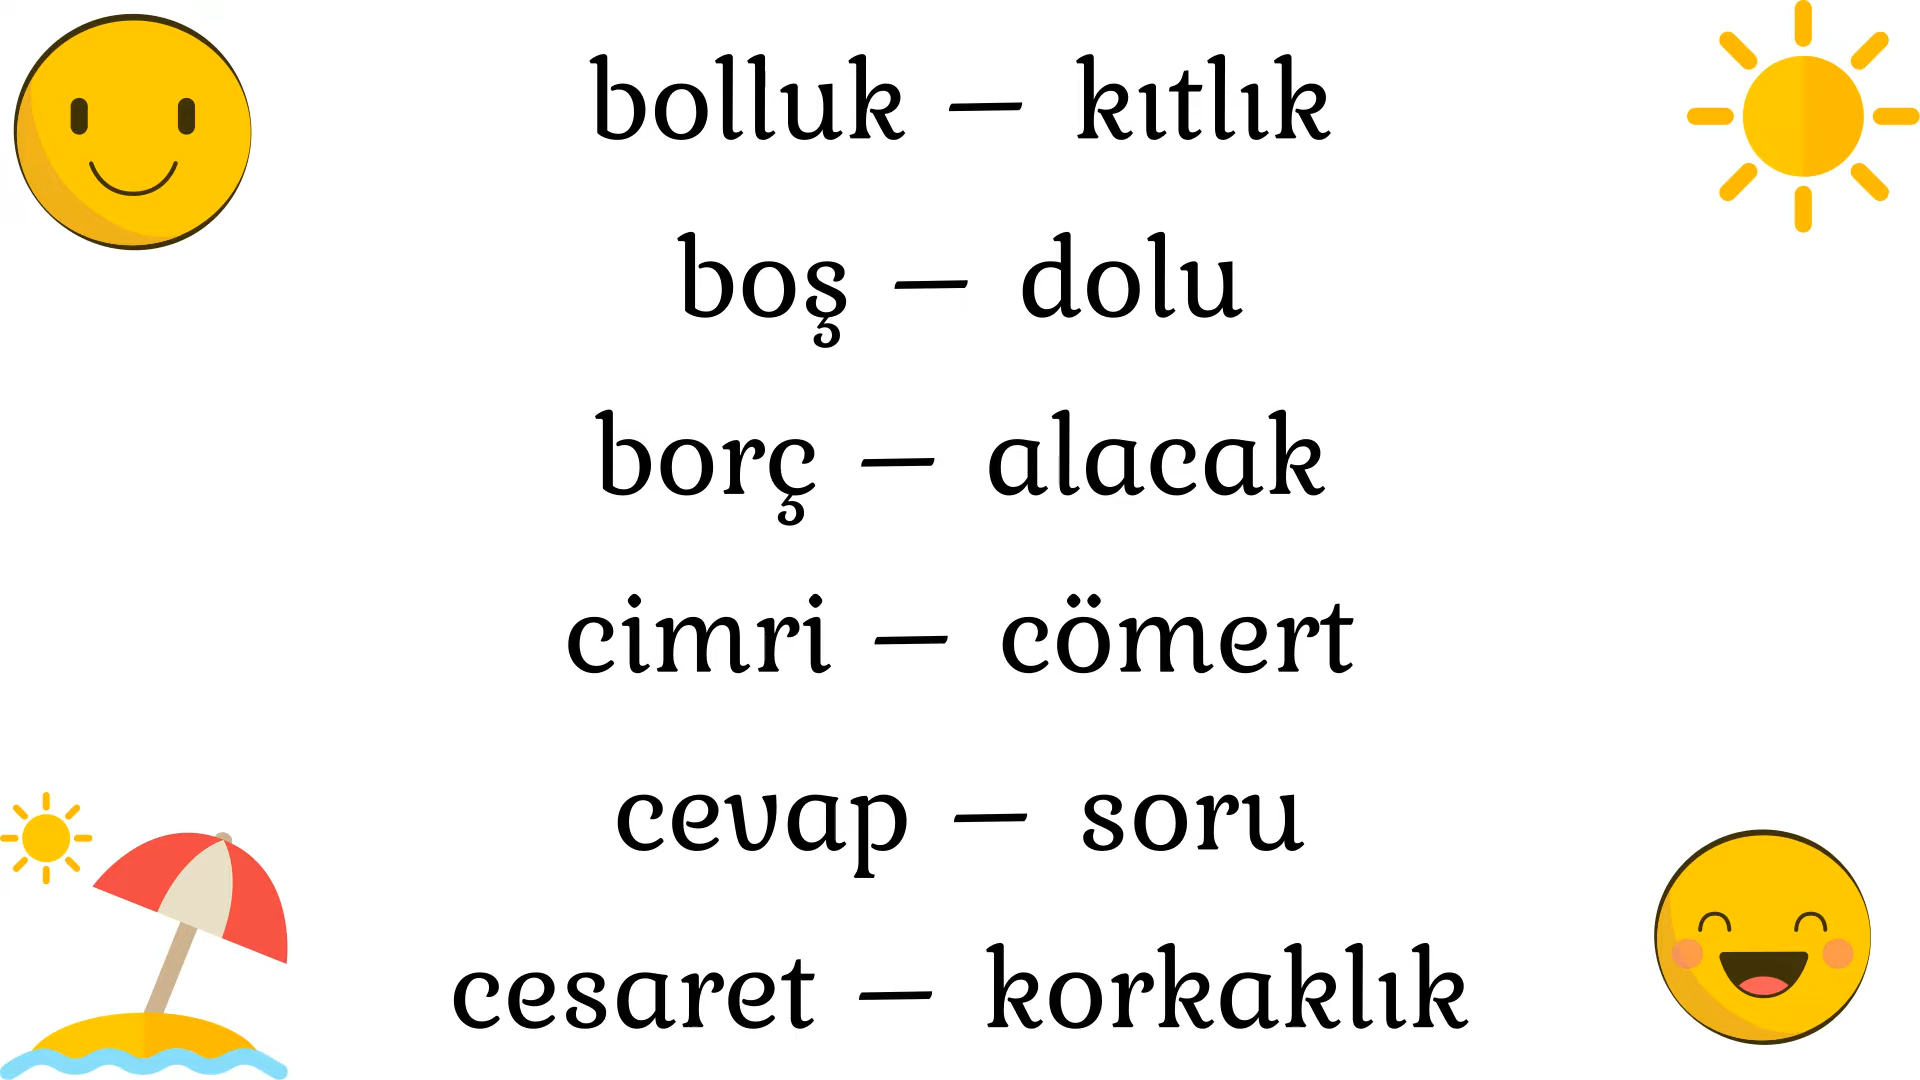 bolluk – kıtlık
boş – dolu
borç – alacak
cimri – cömert
cevap – soru
cesaret – korkaklık